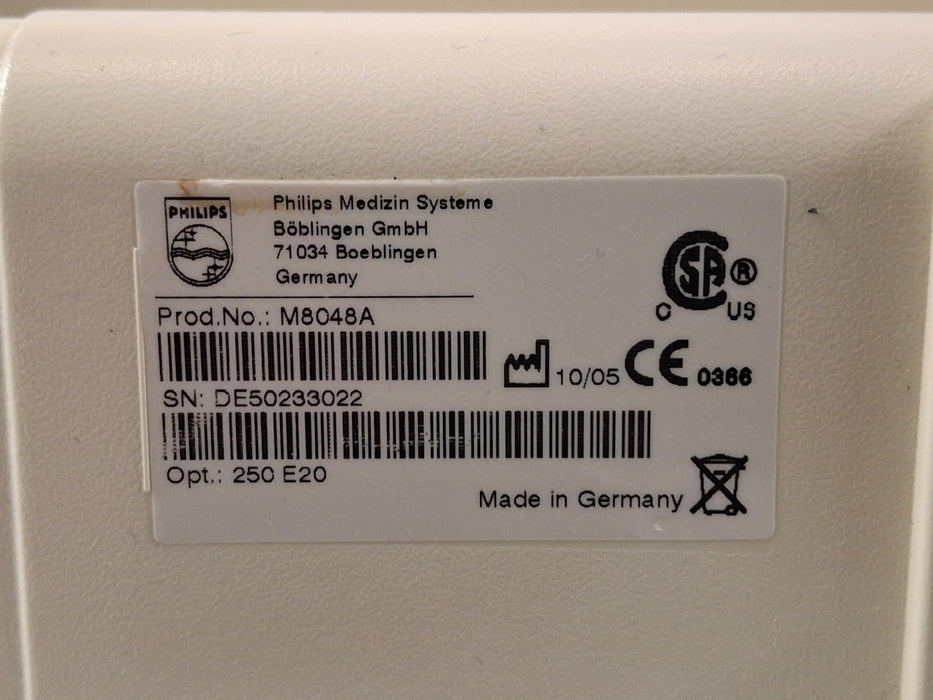 PHILIPS
Philips Medizin Systeme
Böblingen GmbH
71034 Boeblingen
Germany
CSA ®
C US
Prod.No.: M8048A
10/05 CE 0366
SN: DE50233022
Opt.: 250 E20
Made in Germany